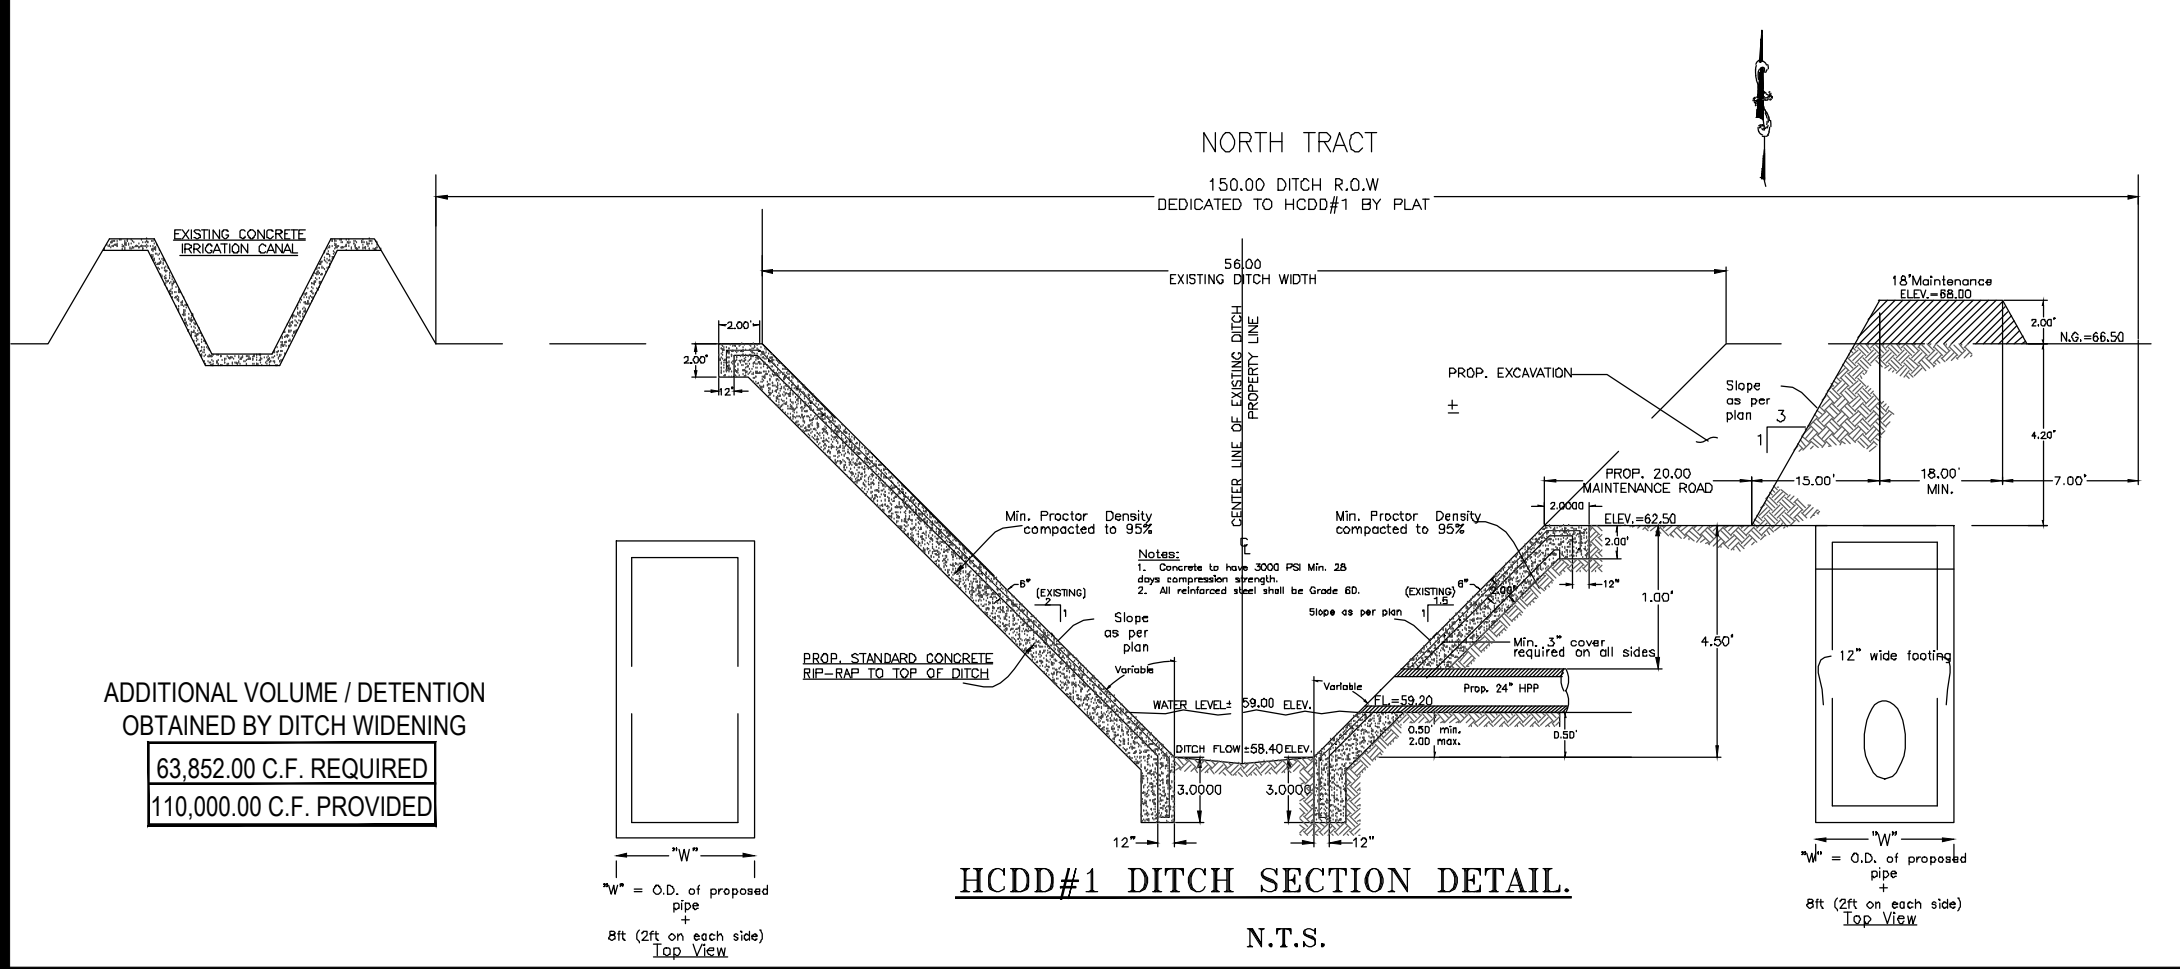 NORTH TRACT
150.00 DITCH R.O.W
DEDICATED TO HCDD#1 BY PLAT
EXISTING CONCRETE
IRRIGATION CANAL
56.00
EXISTING DITCH WIDTH
18'Maintenance
ELEV.=68.00
2.00'
N.G.=66.50
2.00'
2.00'
12"
CENTER LINE OF EXISTING DITCH
PROPERTY LINE
PROP. EXCAVATION
±
Slope
as per
plan
3
1
4.20'
PROP. 20.00
MAINTENANCE ROAD
15.00'
18.00'
MIN.
7.00'
Min. Proctor Density
compacted to 95%
Min. Proctor Density
compacted to 95%
2.0000
ELEV.=62.50
2.00'
12"
Notes:
1. Concrete to have 3000 PSI Min. 28
days compression strength.
2. All reinforced steel shall be Grade 60.
6"
(EXISTING)
2
1
Slope
as per
plan
(EXISTING)
1.5
1
6"
2.00'
Slope as per plan
1.00'
4.50'
Min. 3" cover
required on all sides
PROP. STANDARD CONCRETE
RIP-RAP TO TOP OF DITCH
Variable
Variable
Prop. 24" HPP
12" wide footing
WATER LEVEL± 59.00 ELEV.
FL=59.20
0.50' min.
2.00 max.
0.50'
DITCH FLOW ±58.40 ELEV.
3.0000
3.0000
12"
12"
ADDITIONAL VOLUME / DETENTION
OBTAINED BY DITCH WIDENING
63,852.00 C.F. REQUIRED
110,000.00 C.F. PROVIDED
"W"
"W" = O.D. of proposed
pipe
+
8ft (2ft on each side)
Top View
"W"
"W" = O.D. of proposed
pipe
+
8ft (2ft on each side)
Top View
HCDD#1 DITCH SECTION DETAIL.
N.T.S.